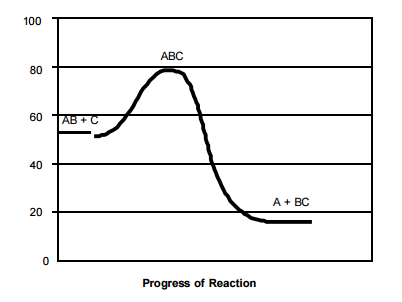 100
ABC
80
60
AB + C
40
A + BC
20
0
Progress of Reaction